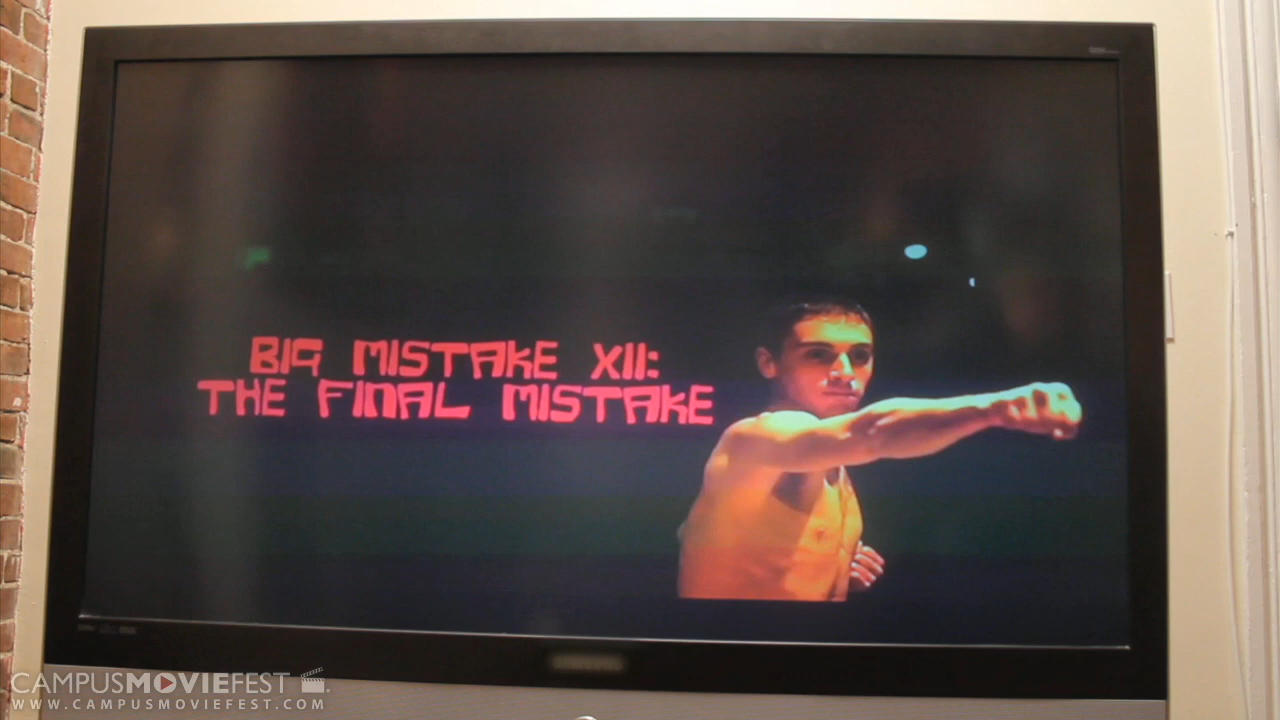 BIG MISTAKE XII:
THE FINAL MISTAKE
CAMPUSMOVIEFEST
WWW.CAMPUSMOVIEFEST.COM